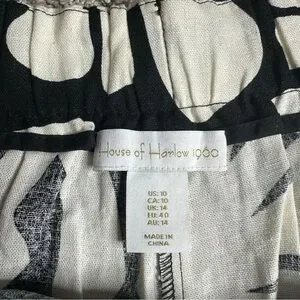 House of Harlow 1960
US: 10
CA: 10
UK: 14
EU: 40
AU: 14
MADE IN
CHINA